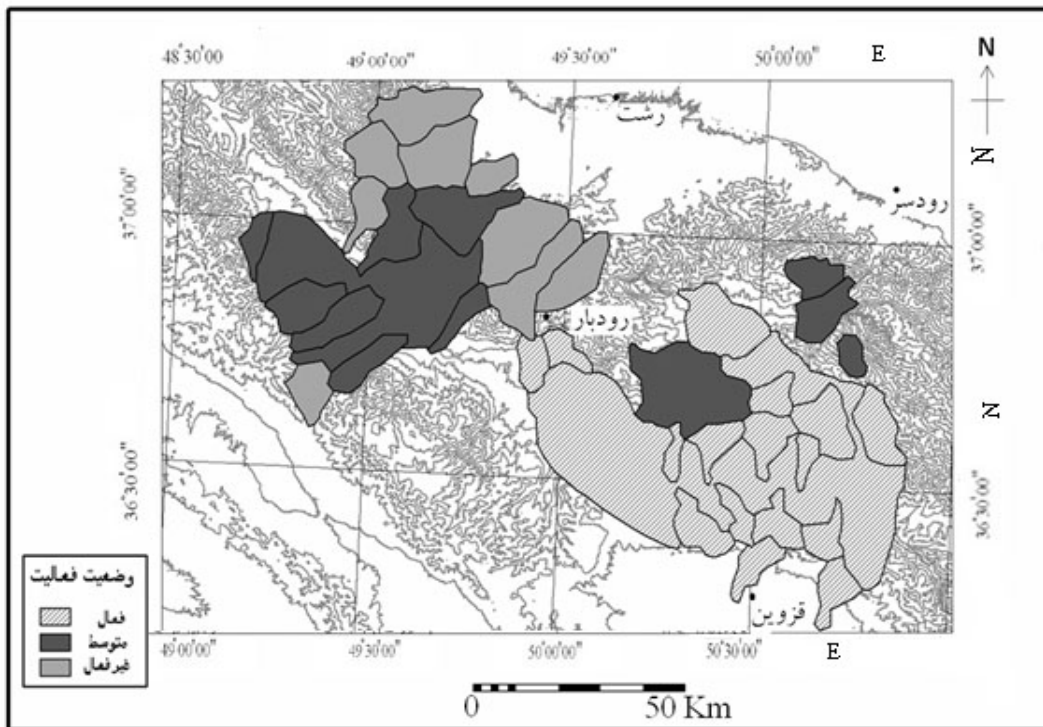 48°30'00" 49°00'00" 49°30'00" 50°00'00" E
N
رشت
N
رودسر
37°00'00" 37°00'00"
رودبار
N
36°30'00" 36°30'00"
وضعیت فعالیت
فعال
متوسط
غیرفعال
قزوین
49°00'00" 49°30'00" 50°00'00" 50°30'00" E
0 50 Km